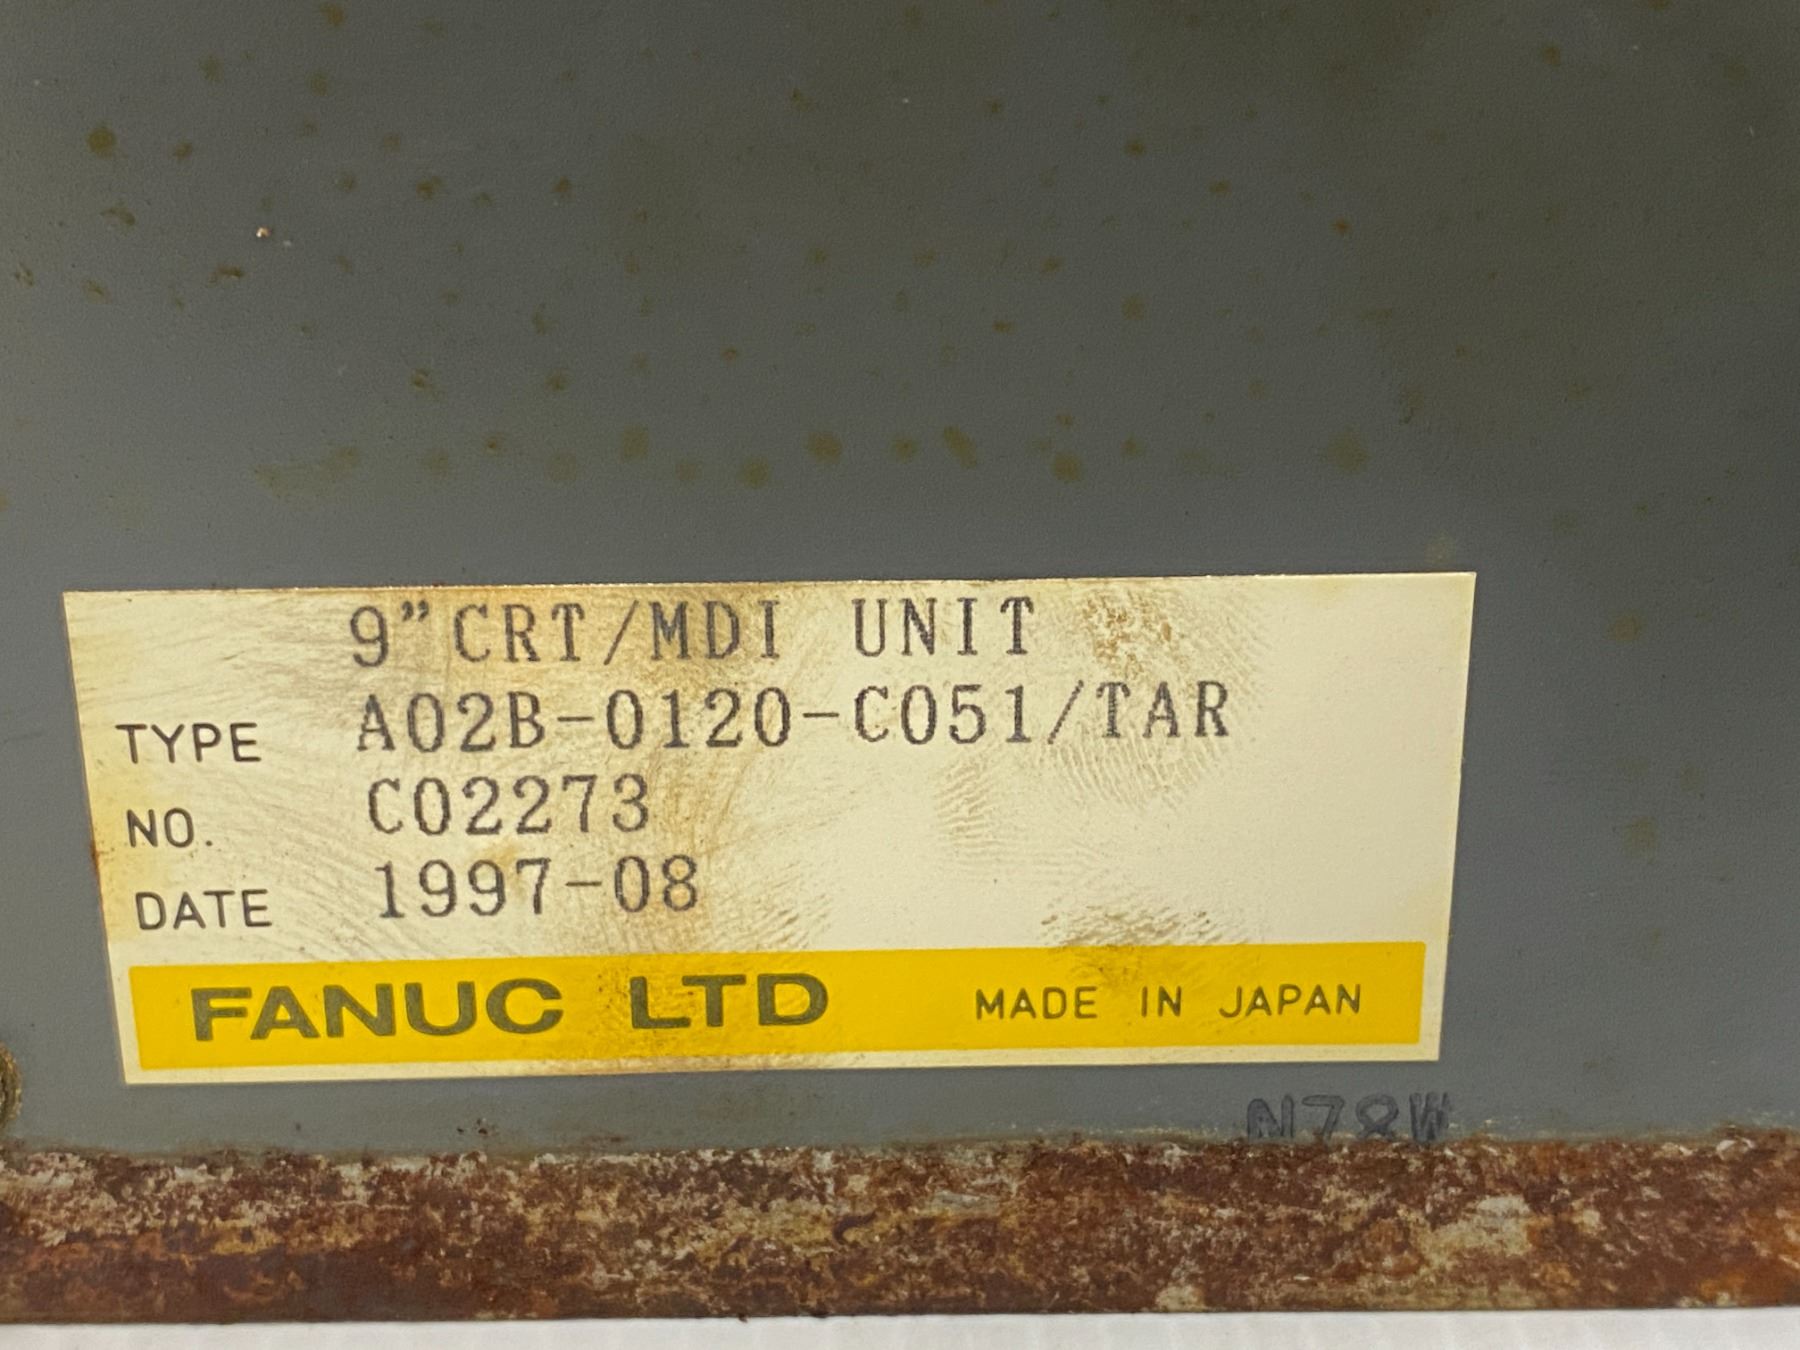 9”CRT/MDI UNIT
TYPE A02B-0120-C051/TAR
NO. C02273
DATE 1997-08
FANUC LTD MADE IN JAPAN
N78W